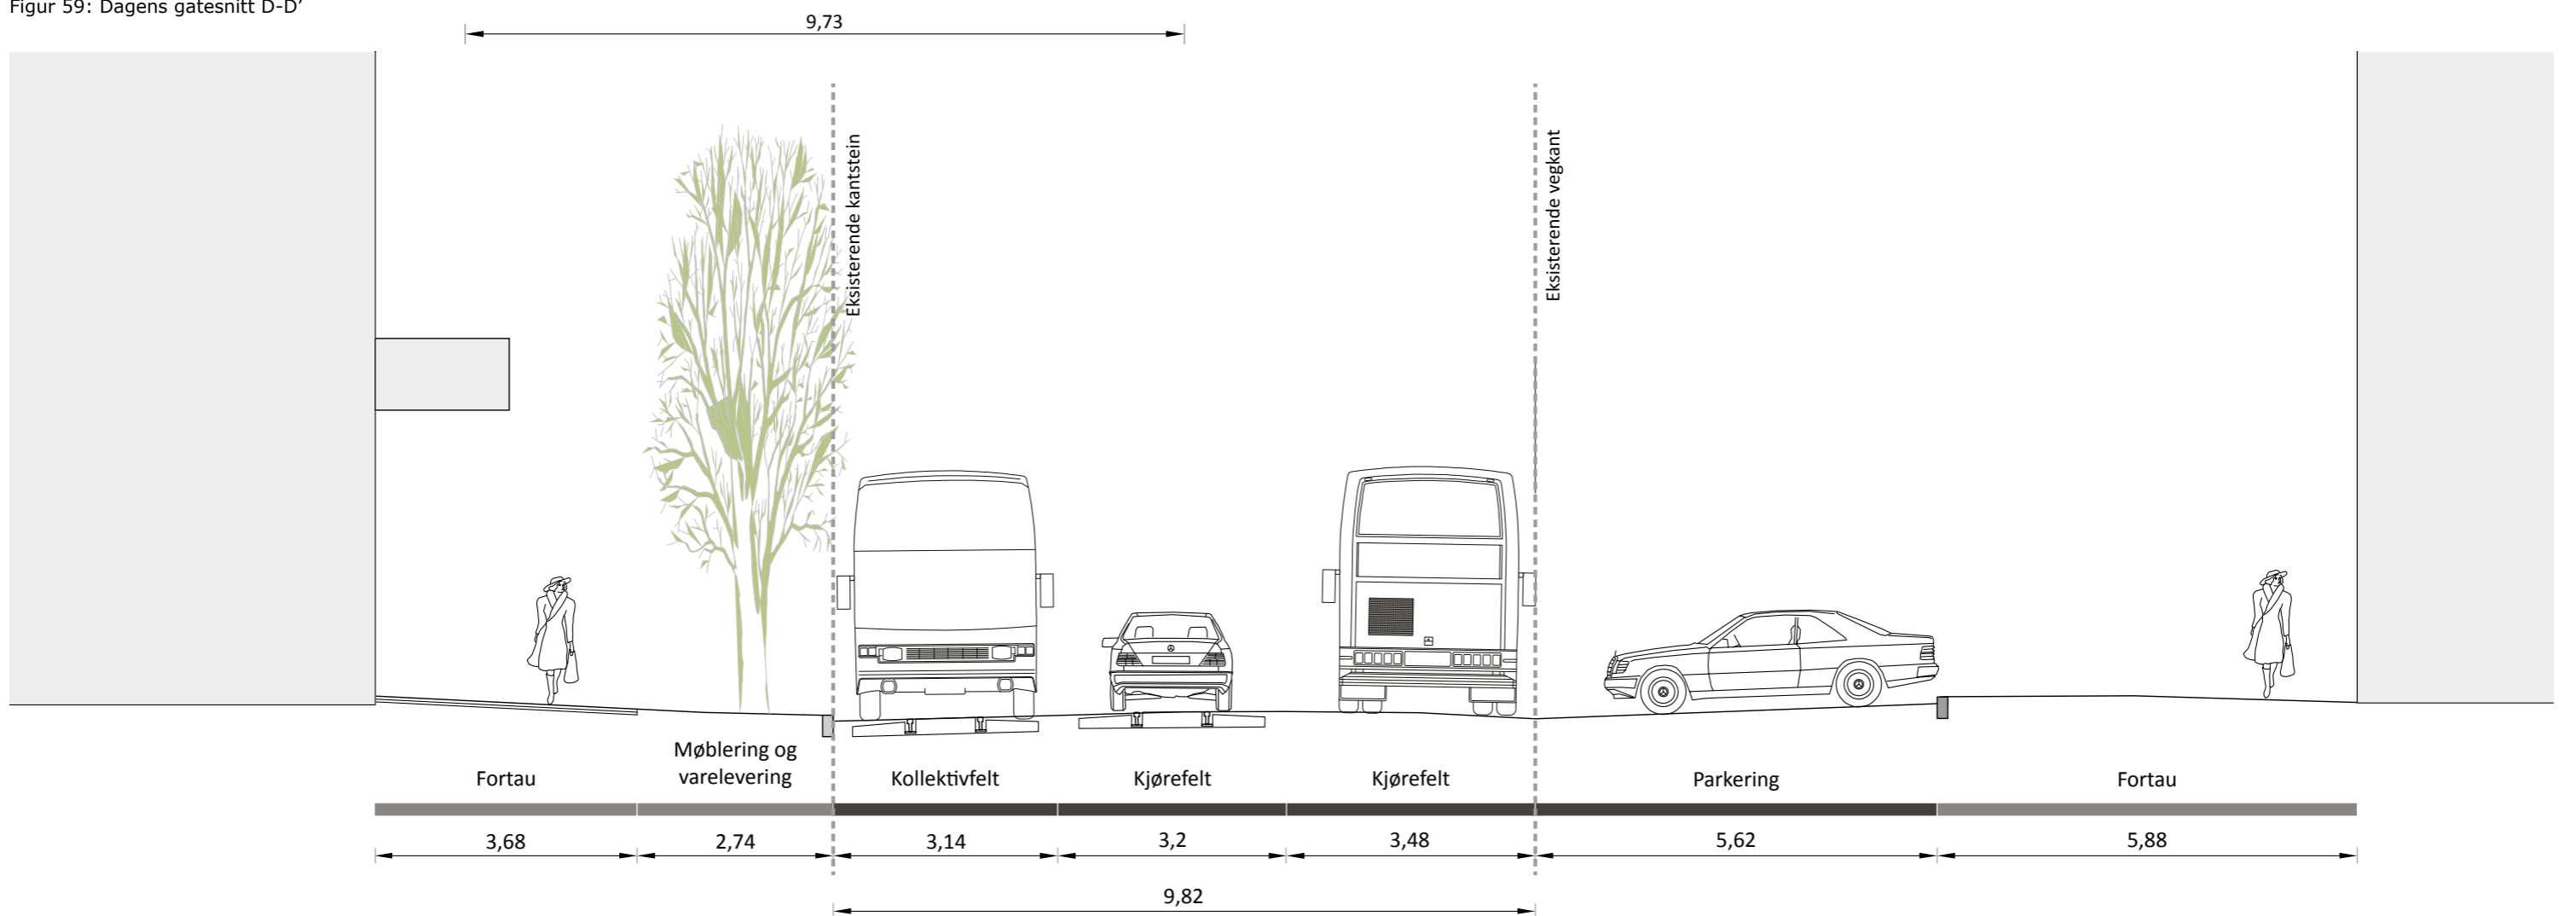 Figur 59: Dagens gatesnitt D-D’
9,73
Eksisterende kantstein
Eksisterende vegkant
Fortau
Møblering og
varelevering
Kollektivfelt
Kjørefelt
Kjørefelt
Parkering
Fortau
3,68
2,74
3,14
3,2
3,48
5,62
5,88
9,82